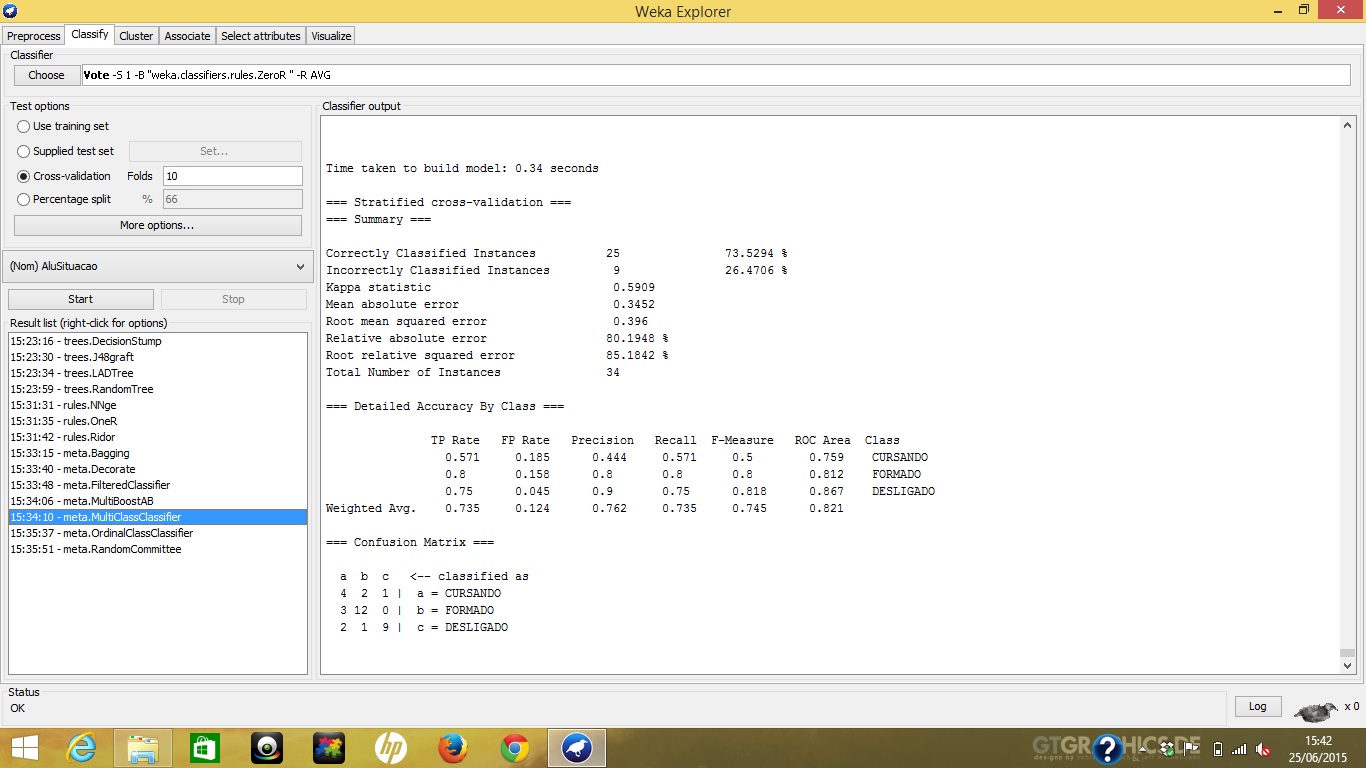 Weka Explorer
Preprocess Classify Cluster Associate Select attributes Visualize
Classifier
Choose Vote -S 1 -B "weka.classifiers.rules.ZeroR " -R AVG
Test options
Use training set
Supplied test set Set...
Cross-validation Folds 10
Percentage split % 66
More options...
(Nom) AluSituacao
Start Stop
Result list (right-click for options)
15:23:16 - trees.DecisionStump
15:23:30 - trees.J48graft
15:23:34 - trees.LADTree
15:23:59 - trees.RandomTree
15:31:31 - rules.NNge
15:31:35 - rules.OneR
15:31:42 - rules.Ridor
15:33:15 - meta.Bagging
15:33:40 - meta.Decorate
15:33:48 - meta.FilteredClassifier
15:34:06 - meta.MultiBoostAB
15:34:10 - meta.MultiClassClassifier
15:35:37 - meta.OrdinalClassClassifier
15:35:51 - meta.RandomCommittee
Classifier output
Time taken to build model: 0.34 seconds
=== Stratified cross-validation ===
=== Summary ===
Correctly Classified Instances 25 73.5294 %
Incorrectly Classified Instances 9 26.4706 %
Kappa statistic 0.5909
Mean absolute error 0.3452
Root mean squared error 0.396
Relative absolute error 80.1948 %
Root relative squared error 85.1842 %
Total Number of Instances 34
=== Detailed Accuracy By Class ===
TP Rate FP Rate Precision Recall F-Measure ROC Area Class
0.571 0.185 0.444 0.571 0.5 0.759 CURSANDO
0.8 0.158 0.8 0.8 0.8 0.812 FORMADO
0.75 0.045 0.9 0.75 0.818 0.867 DESLIGADO
Weighted Avg. 0.735 0.124 0.762 0.735 0.745 0.821
=== Confusion Matrix ===
a b c <-- classified as
4 2 1 | a = CURSANDO
3 12 0 | b = FORMADO
2 1 9 | c = DESLIGADO
Status
OK
Log x 0
hp
15:42
25/06/2015